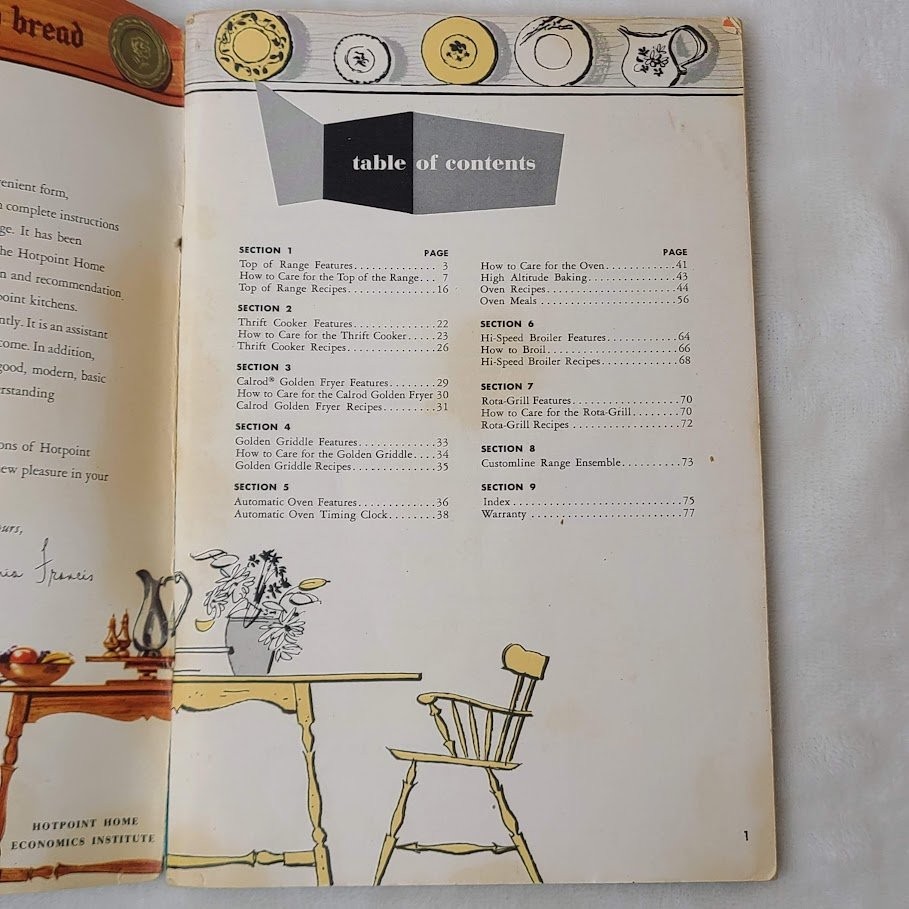 bread
enient form,
complete instructions
ge. It has been
he Hotpoint Home
n and recommendation
oint kitchens.
ntly. It is an assistant
come. In addition,
good, modern, basic
rstanding
ons of Hotpoint
ew pleasure in your
ours,
Francis
HOTPOINT HOME
ECONOMICS INSTITUTE
table of contents
SECTION 1 PAGE
Top of Range Features.............. 3
How to Care for the Top of the Range... 7
Top of Range Recipes...............16
SECTION 2
Thrift Cooker Features..............22
How to Care for the Thrift Cooker.....23
Thrift Cooker Recipes...............26
SECTION 3
Calrod® Golden Fryer Features........29
How to Care for the Calrod Golden Fryer 30
Calrod Golden Fryer Recipes..........31
SECTION 4
Golden Griddle Features.............33
How to Care for the Golden Griddle....34
Golden Griddle Recipes..............35
SECTION 5
Automatic Oven Features............36
Automatic Oven Timing Clock........38
PAGE
How to Care for the Oven............41
High Altitude Baking................43
Oven Recipes......................44
Oven Meals.......................56
SECTION 6
Hi-Speed Broiler Features............64
How to Broil......................66
Hi-Speed Broiler Recipes.............68
SECTION 7
Rota-Grill Features..................70
How to Care for the Rota-Grill........70
Rota-Grill Recipes..................72
SECTION 8
Customline Range Ensemble...........73
SECTION 9
Index............................75
Warranty.........................77
1